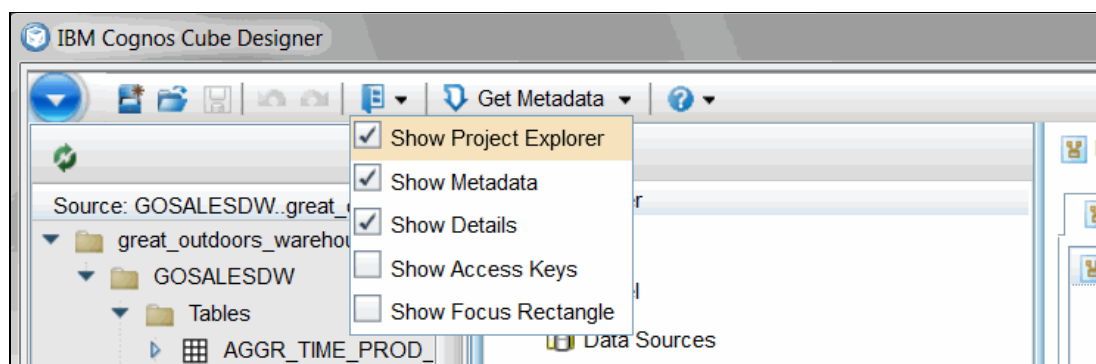 IBM Cognos Cube Designer
Get Metadata
Show Project Explorer
Show Metadata
Show Details
Show Access Keys
Show Focus Rectangle
Source: GOSALESDW..great_
great_outdoors_warehou
GOSALESDW
Tables
AGGR_TIME_PROD_
Data Sources